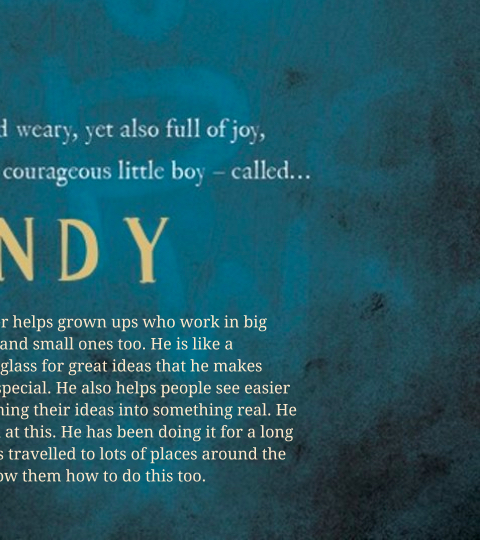 weary, yet also full of joy,
courageous little boy – called...
NDY
r helps grown ups who work in big
and small ones too. He is like a
glass for great ideas that he makes
special. He also helps people see easier
ning their ideas into something real. He
at this. He has been doing it for a long
s travelled to lots of places around the
ow them how to do this too.